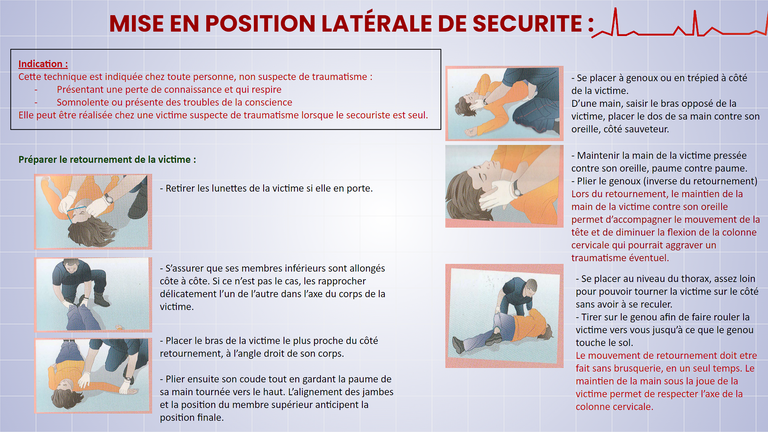 MISE EN POSITION LATÉRALE DE SECURITE :
Indication :
Cette technique est indiquée chez toute personne, non suspecte de traumatisme :
- Présentant une perte de connaissance et qui respire
- Somnolente ou présente des troubles de la conscience
Elle peut être réalisée chez une victime suspecte de traumatisme lorsque le secouriste est seul.
Préparer le retournement de la victime :
- Retirer les lunettes de la victime si elle en porte.
- S'assurer que ses membres inférieurs sont allongés
côte à côte. Si ce n'est pas le cas, les rapprocher
délicatement l'un de l'autre dans l'axe du corps de la
victime.
- Placer le bras de la victime le plus proche du côté
retournement, à l'angle droit de son corps.
- Plier ensuite son coude tout en gardant la paume de
sa main tournée vers le haut. L'alignement des jambes
et la position du membre supérieur anticipent la
position finale.
- Se placer à genoux ou en trépied à côté
de la victime.
D'une main, saisir le bras opposé de la
victime, placer le dos de sa main contre son
oreille, côté sauveteur.
- Maintenir la main de la victime pressée
contre son oreille, paume contre paume.
- Plier le genou (inverse du retournement)
Lors du retournement, le maintien de la
main de la victime contre son oreille
permet d'accompagner le mouvement de la
tête et de diminuer la flexion de la colonne
cervicale qui pourrait aggraver un
traumatisme éventuel.
- Se placer au niveau du thorax, assez loin
pour pouvoir tourner la victime sur le côté
sans avoir à se reculer.
- Tirer sur le genou afin de faire rouler la
victime vers vous jusqu'à ce que le genou
touche le sol.
Le mouvement de retournement doit etre
fait sans brusquerie, en un seul temps. Le
maintien de la main sous la joue de la
victime permet de respecter l'axe de la
colonne cervicale.